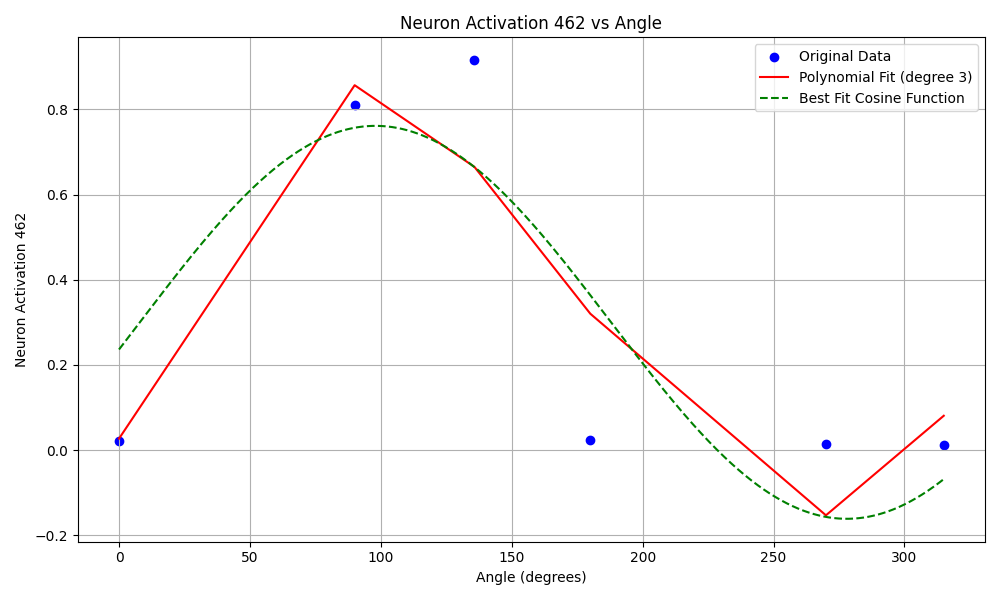 Neuron Activation 462 vs Angle
Original Data
Polynomial Fit (degree 3)
Best Fit Cosine Function
Neuron Activation 462
0.8
0.6
0.4
0.2
0.0
−0.2
0 50 100 150 200 250 300
Angle (degrees)